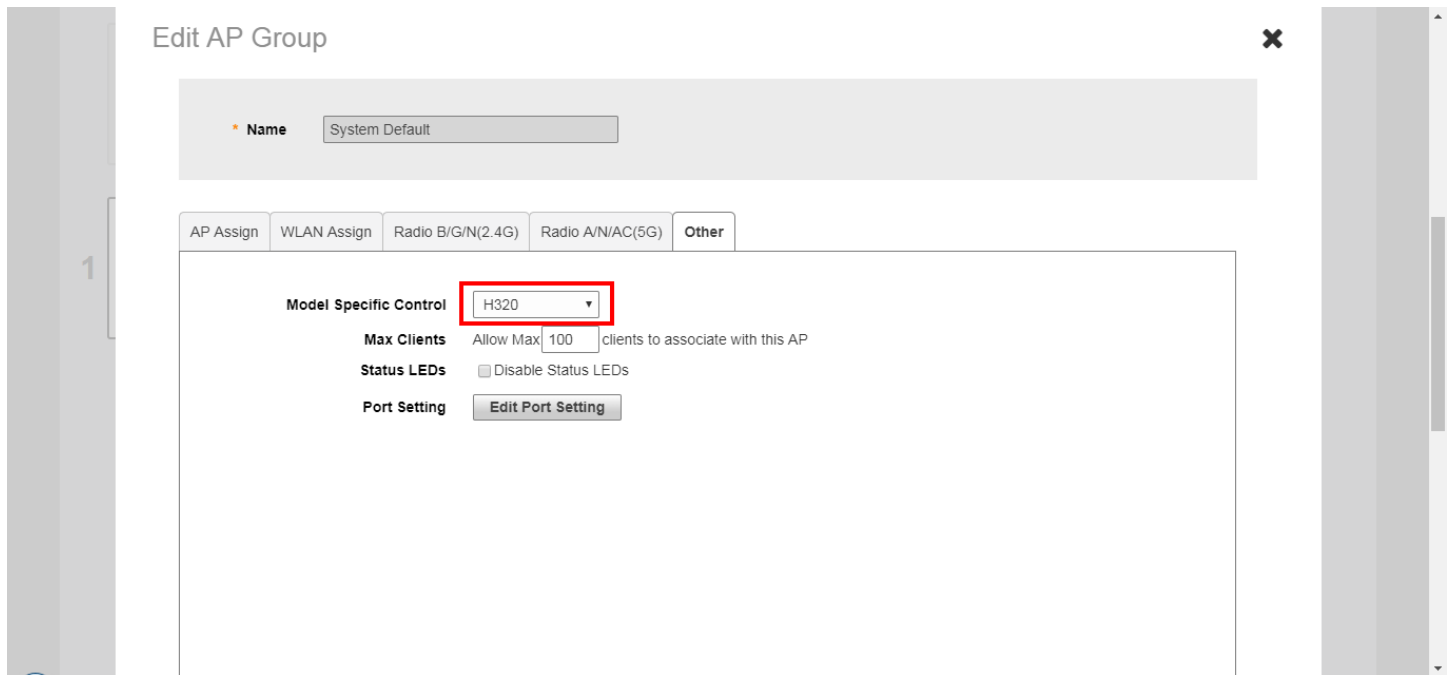 Edit AP Group
* Name System Default
AP Assign WLAN Assign Radio B/G/N(2.4G) Radio A/N/AC(5G) Other
1
Model Specific Control H320
Max Clients Allow Max 100 clients to associate with this AP
Status LEDs Disable Status LEDs
Port Setting Edit Port Setting